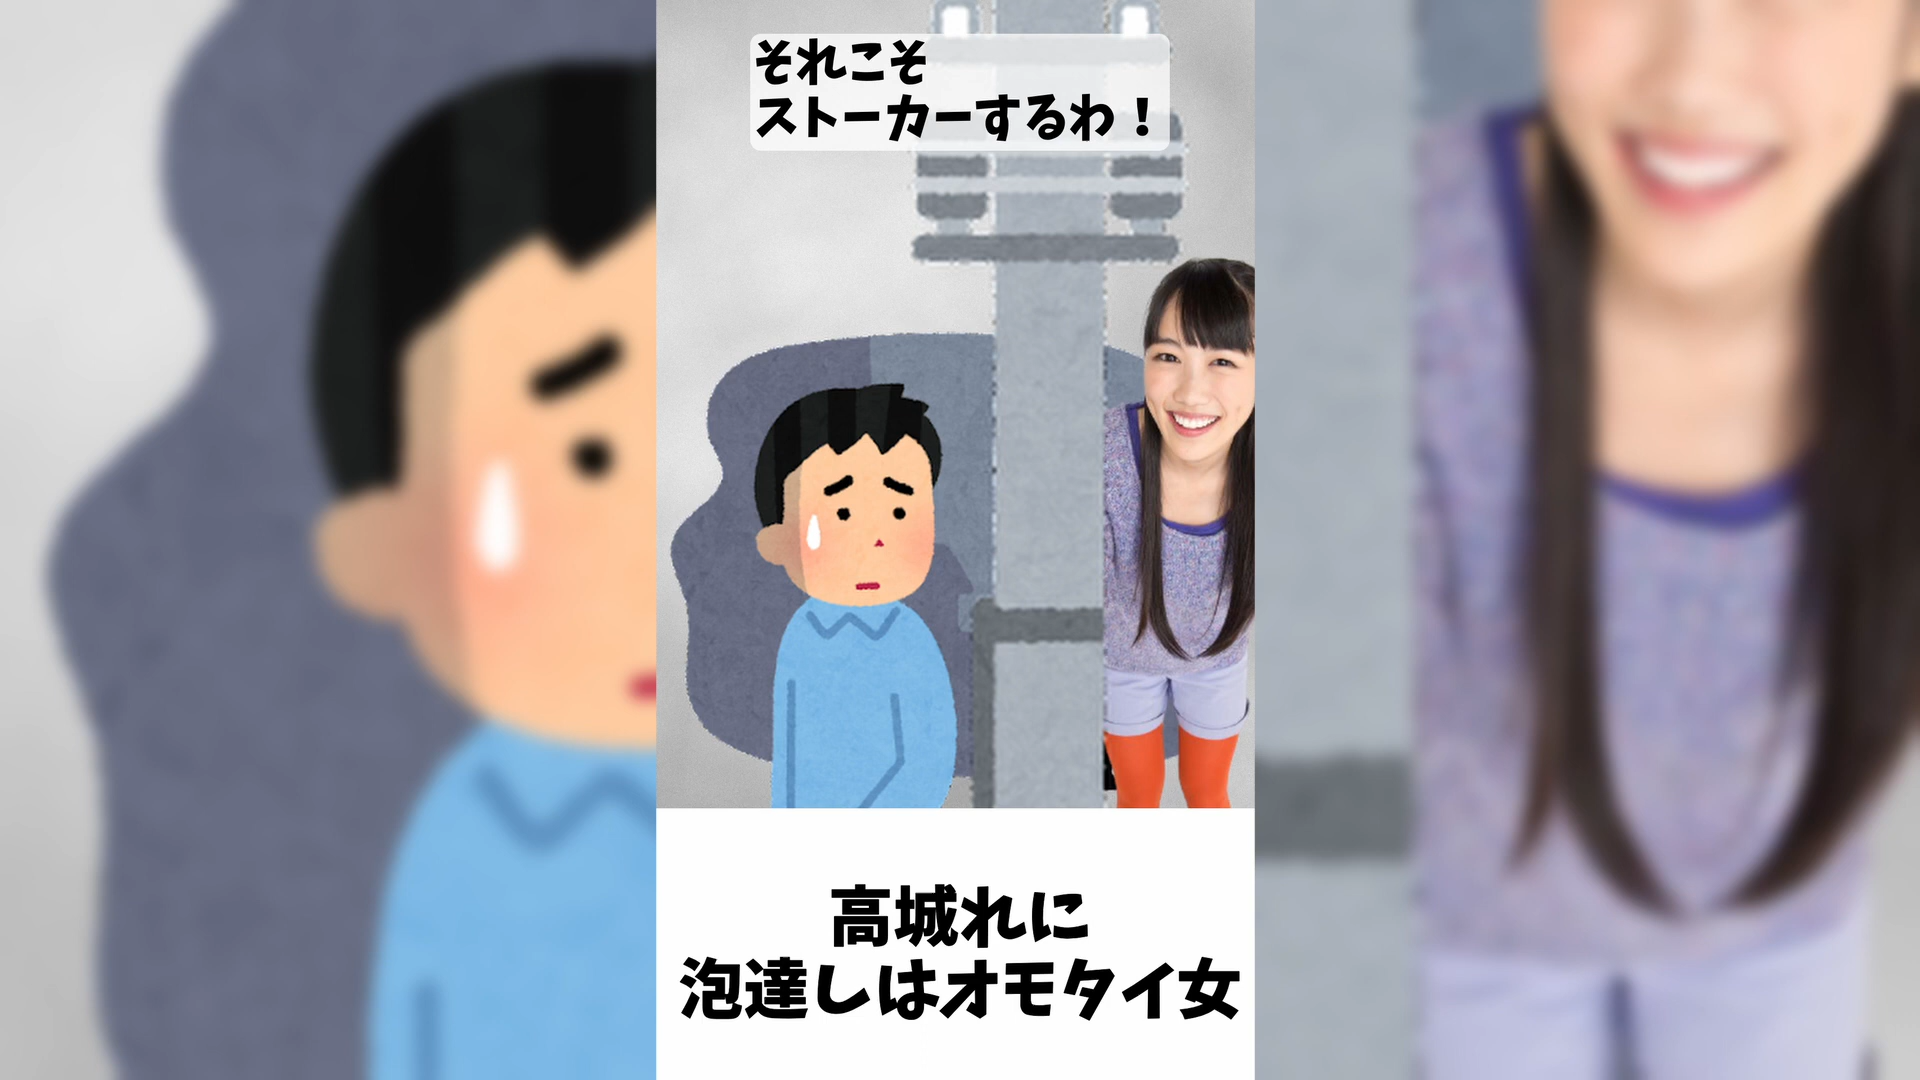 それこそ
ストーカーするわ！
高城れに
泡達しはオモタイ女